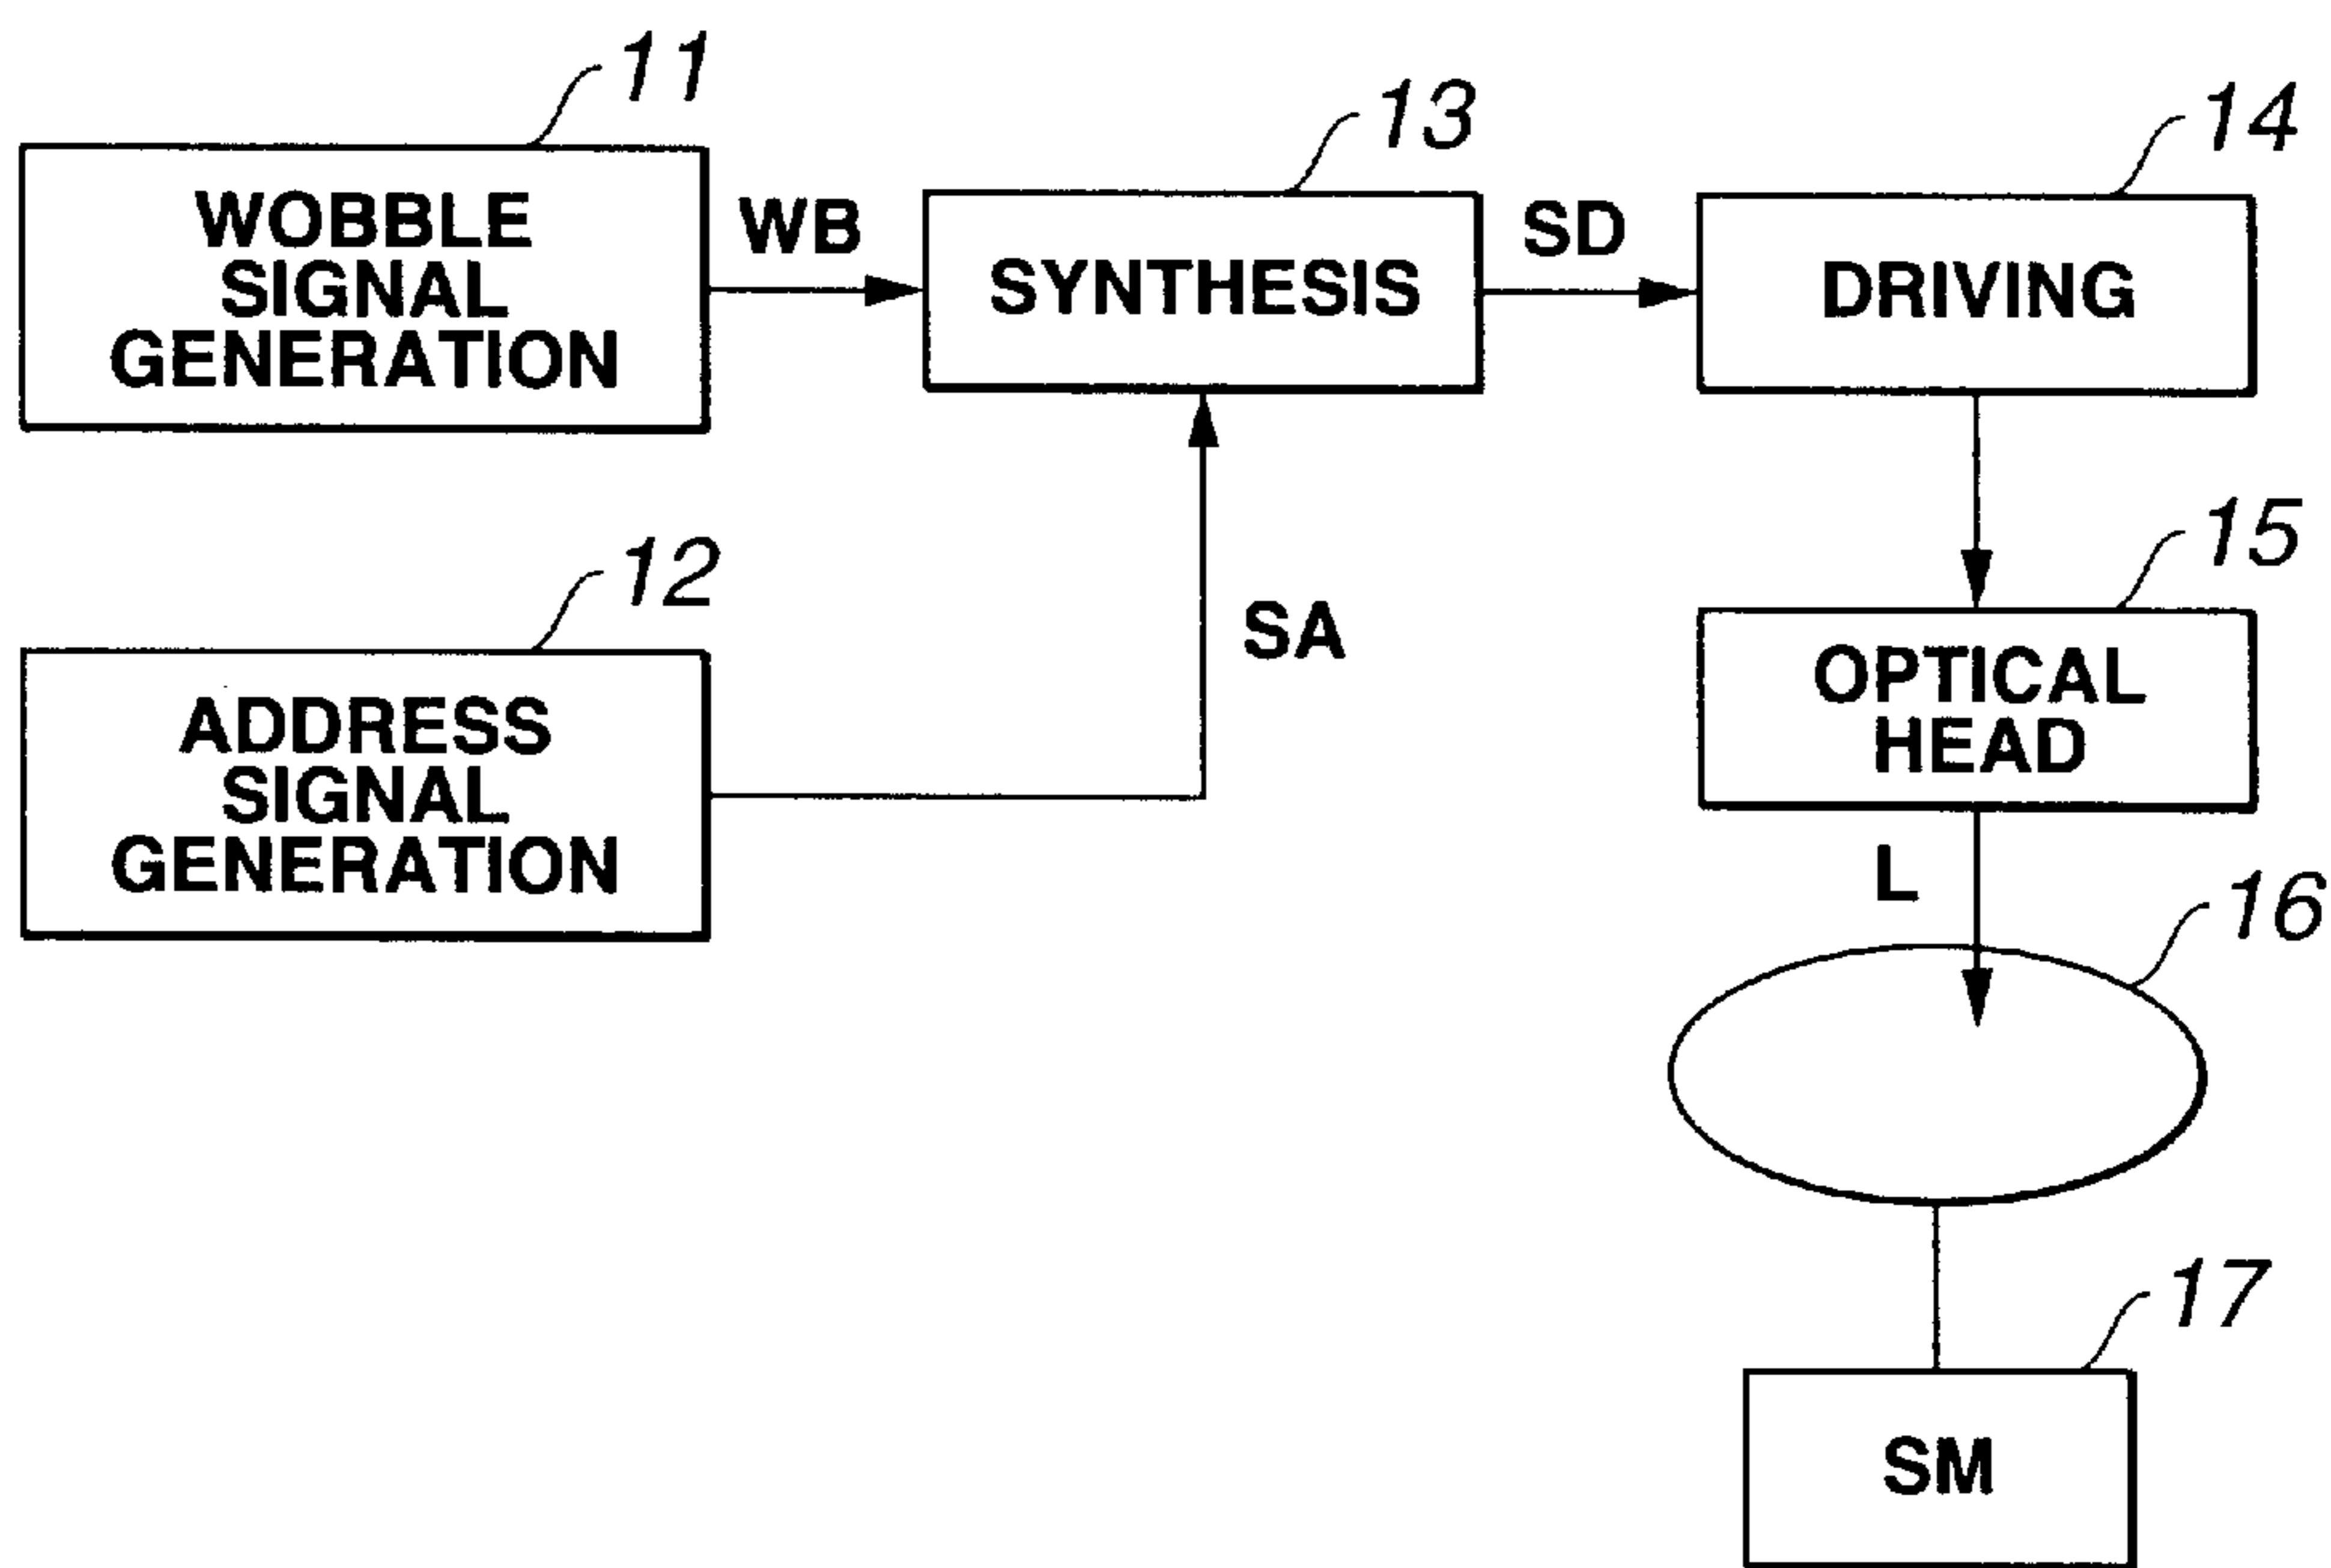 11
WOBBLE
SIGNAL
GENERATION
WB
13
SYNTHESIS
SD
14
DRIVING
12
ADDRESS
SIGNAL
GENERATION
SA
15
OPTICAL
HEAD
L
16
17
SM